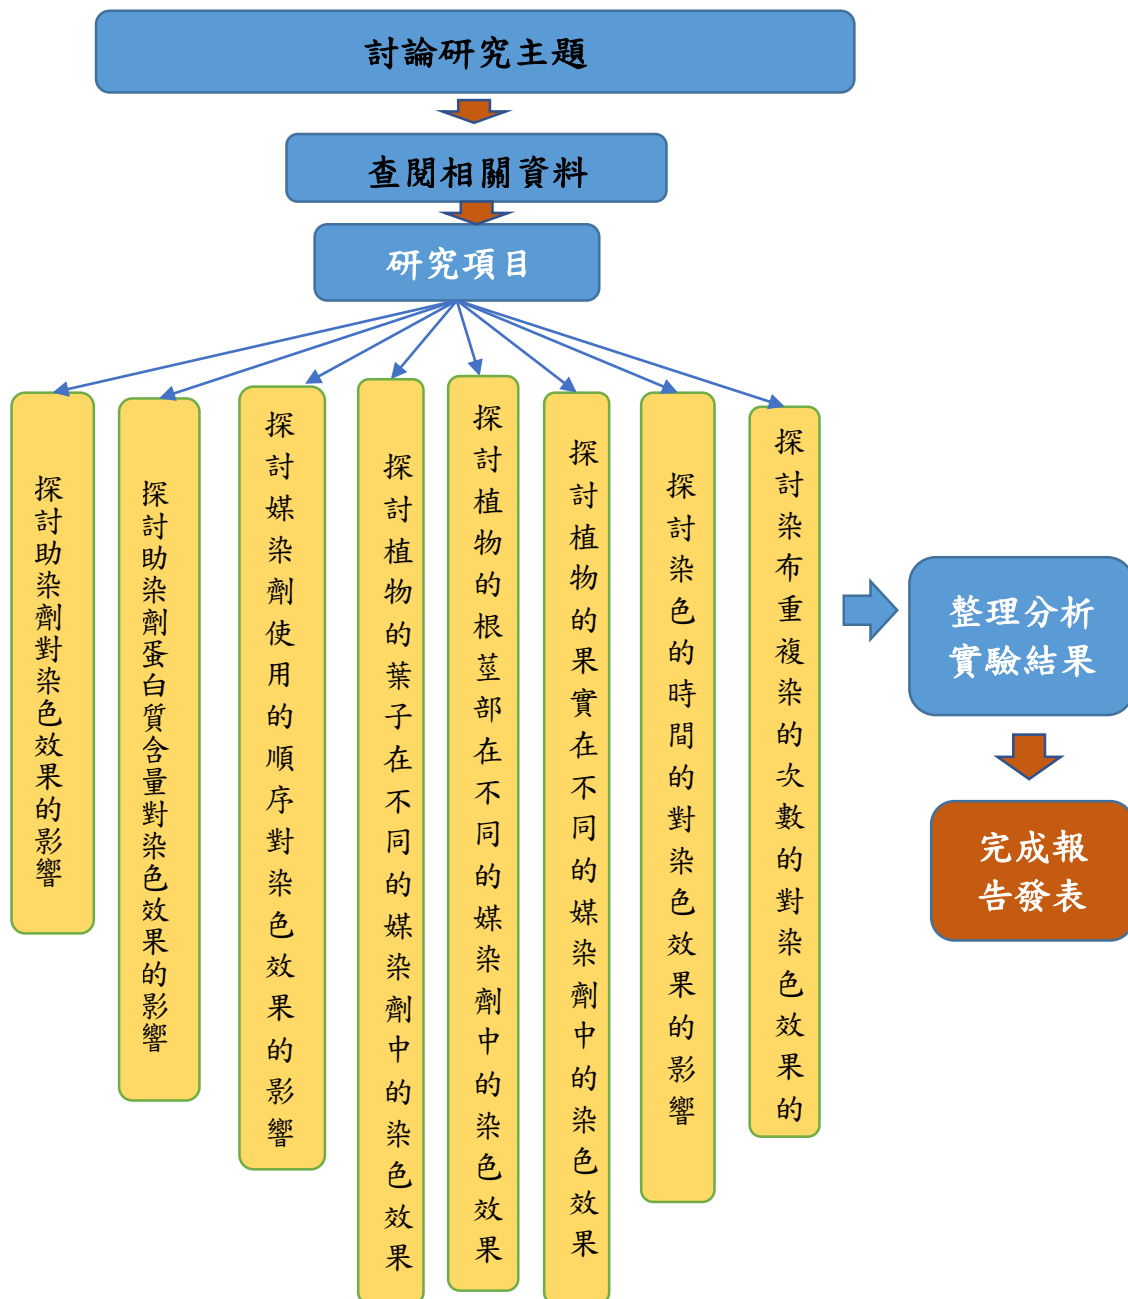 討論研究主題
查閱相關資料
研究項目
探討助染劑對染色效果的影響
探討助染劑蛋白質含量對染色效果的影響
探討媒染劑使用的順序對染色效果的影響
探討植物的葉子在不同的媒染劑中的染色效果
探討植物的根莖部在不同的媒染劑中的染色效果
探討植物的果實在不同的媒染劑中的染色效果
探討染色的時間的對染色效果的影響
探討染布重複染的次數的對染色效果的
整理分析
實驗結果
完成報
告發表